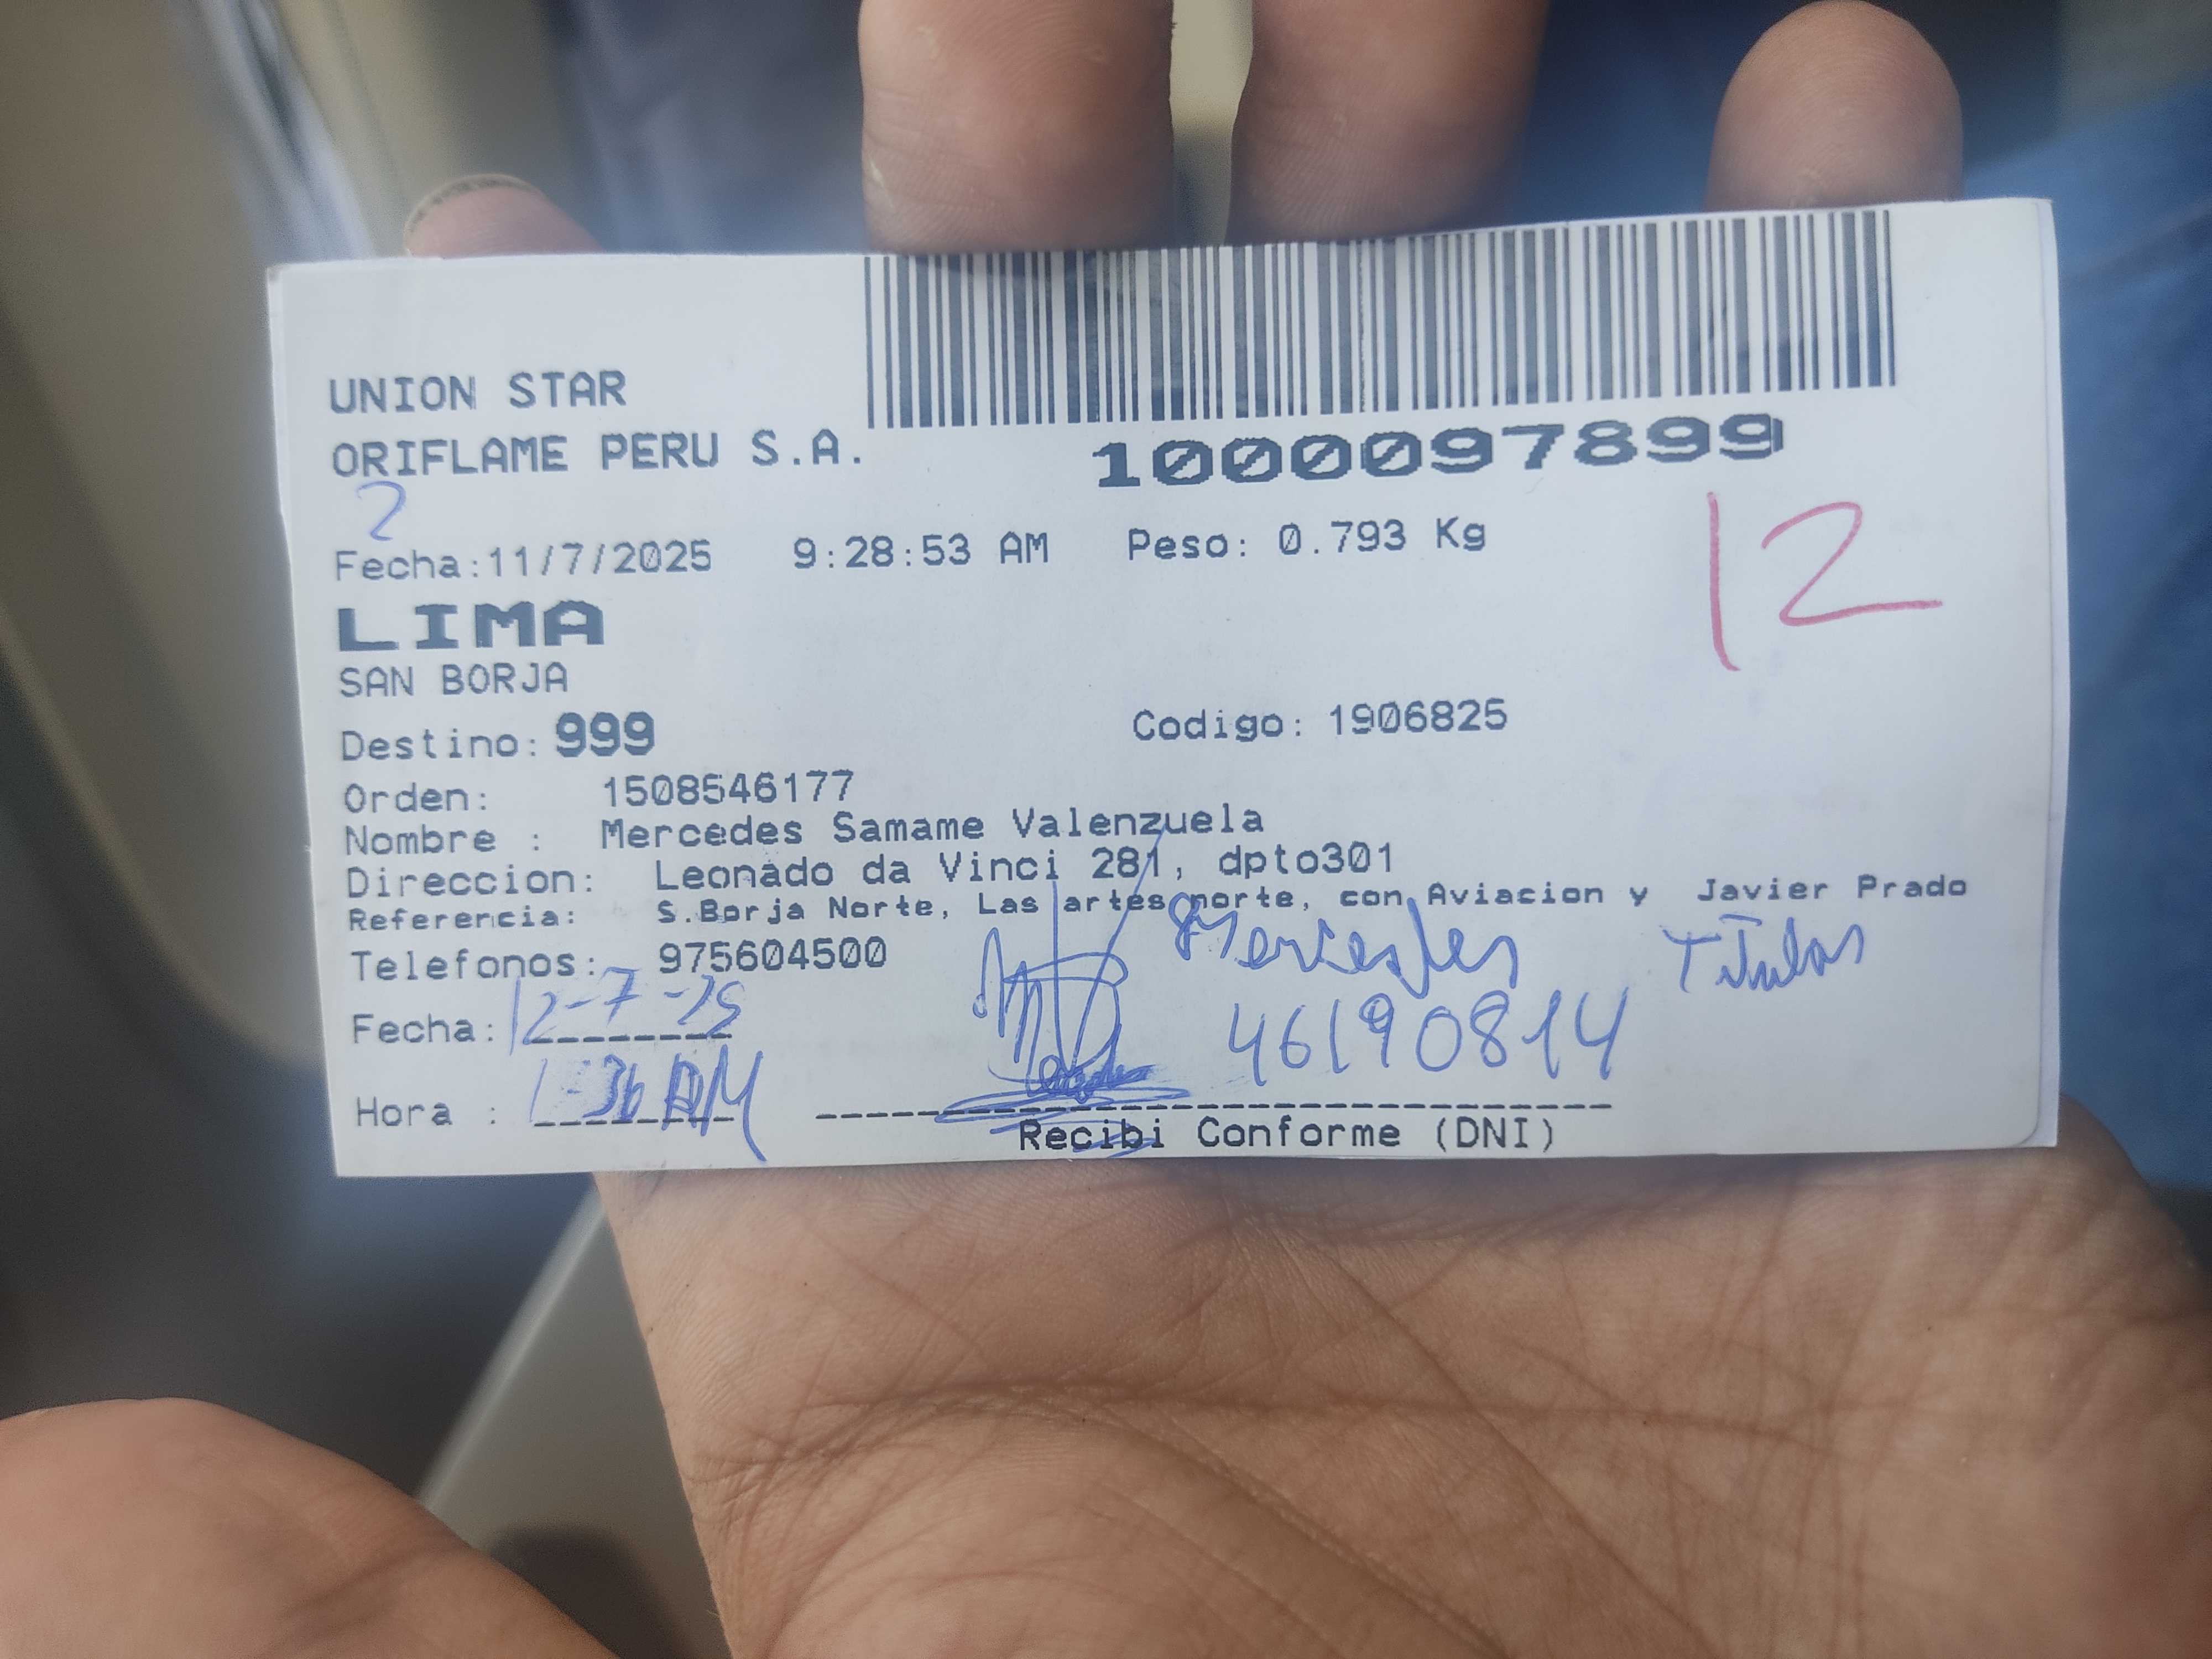 UNION STAR
ORIFLAME PERU S.A.
1000097899
2
12
Fecha:11/7/2025 9:28:53 AM Peso: 0.793 Kg
LIMA
SAN BORJA
Destino: 999 Codigo: 1906825
Orden: 1508546177
Nombre : Mercedes Samame Valenzuela
Direccion: Leonado da Vinci 281, dpto301
Referencia: S.Borja Norte, Las artes norte, con Aviacion y Javier Prado
Telefonos: 975604500
Mercedes Titular
Fecha: 12-7-25
46190814
Hora : 1-36 AM
Recibi Conforme (DNI)